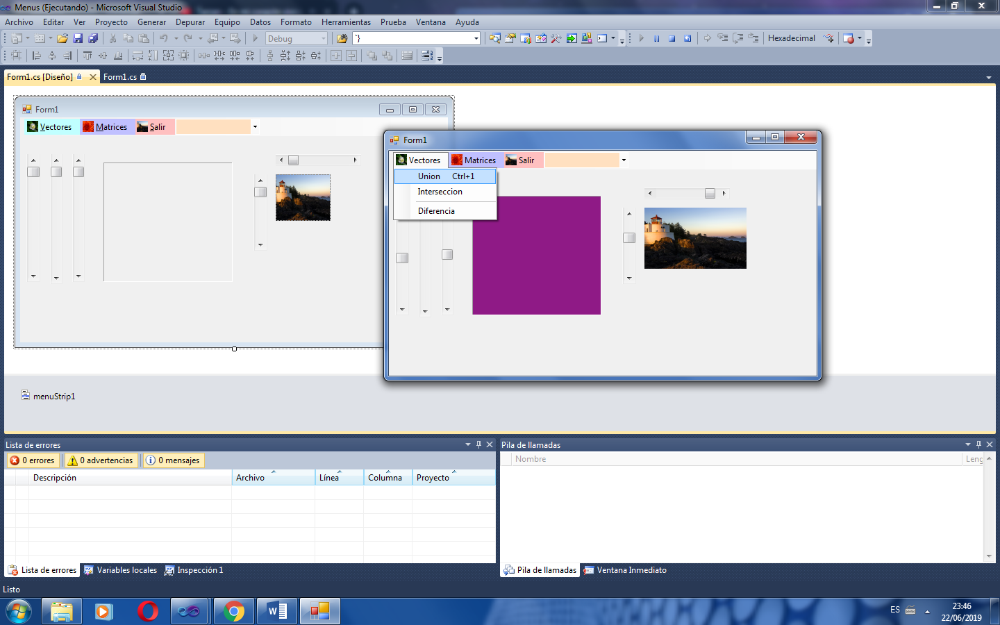 Menus (Ejecutando) - Microsoft Visual Studio
Archivo Editar Ver Proyecto Generar Depurar Equipo Datos Formato Herramientas Prueba Ventana Ayuda
Debug `} Hexadecimal
Form1.cs [Diseño] Form1.cs
Form1
Vectores Matrices Salir
Form1
Vectores Matrices Salir
Union Ctrl+1
Interseccion
Diferencia
menuStrip1
Lista de errores
0 errores 0 advertencias 0 mensajes
Descripción Archivo Línea Columna Proyecto
Lista de errores Variables locales Inspección 1
Pila de llamadas
Nombre Leng
Pila de llamadas Ventana Inmediato
Listo
ES
23:46
22/06/2019